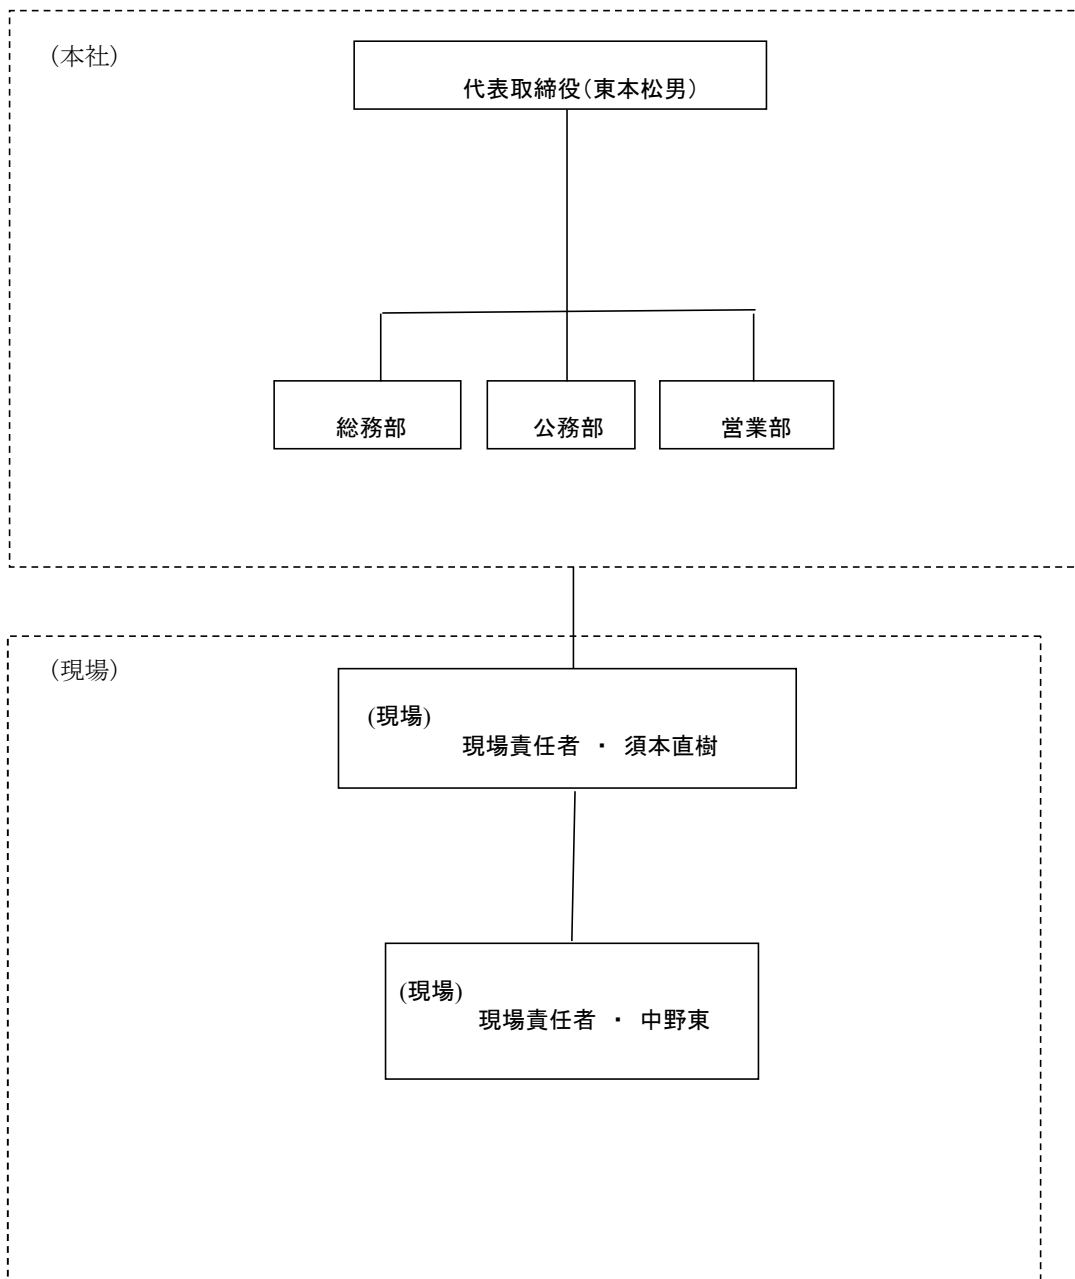 （本社）
代表取締役（東本松男）
総務部
公務部
営業部
（現場）
(現場)
現場責任者 ・ 須本直樹
(現場)
現場責任者 ・ 中野東